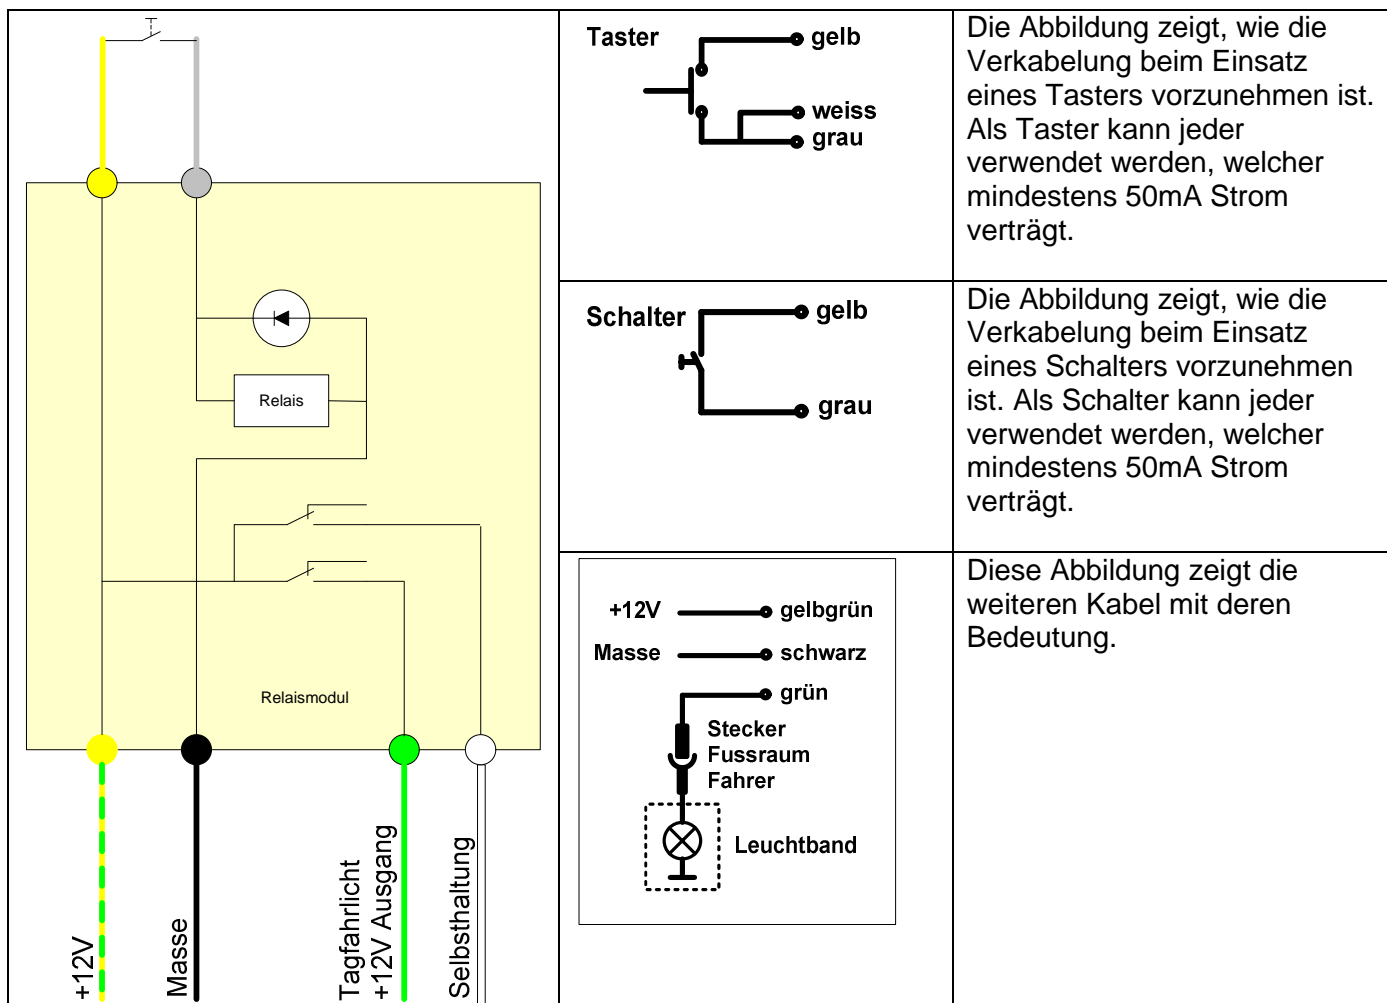 Relais
Relaismodul
+12V
Masse
Tagfahrlicht
+12V Ausgang
Selbsthaltung
Taster
gelb
weiss
grau
Die Abbildung zeigt, wie die
Verkabelung beim Einsatz
eines Tasters vorzunehmen ist.
Als Taster kann jeder
verwendet werden, welcher
mindestens 50mA Strom
verträgt.
Schalter
gelb
grau
Die Abbildung zeigt, wie die
Verkabelung beim Einsatz
eines Schalters vorzunehmen
ist. Als Schalter kann jeder
verwendet werden, welcher
mindestens 50mA Strom
verträgt.
+12V gelbgrün
Masse schwarz
grün
Stecker
Fussraum
Fahrer
Leuchtband
Diese Abbildung zeigt die
weiteren Kabel mit deren
Bedeutung.